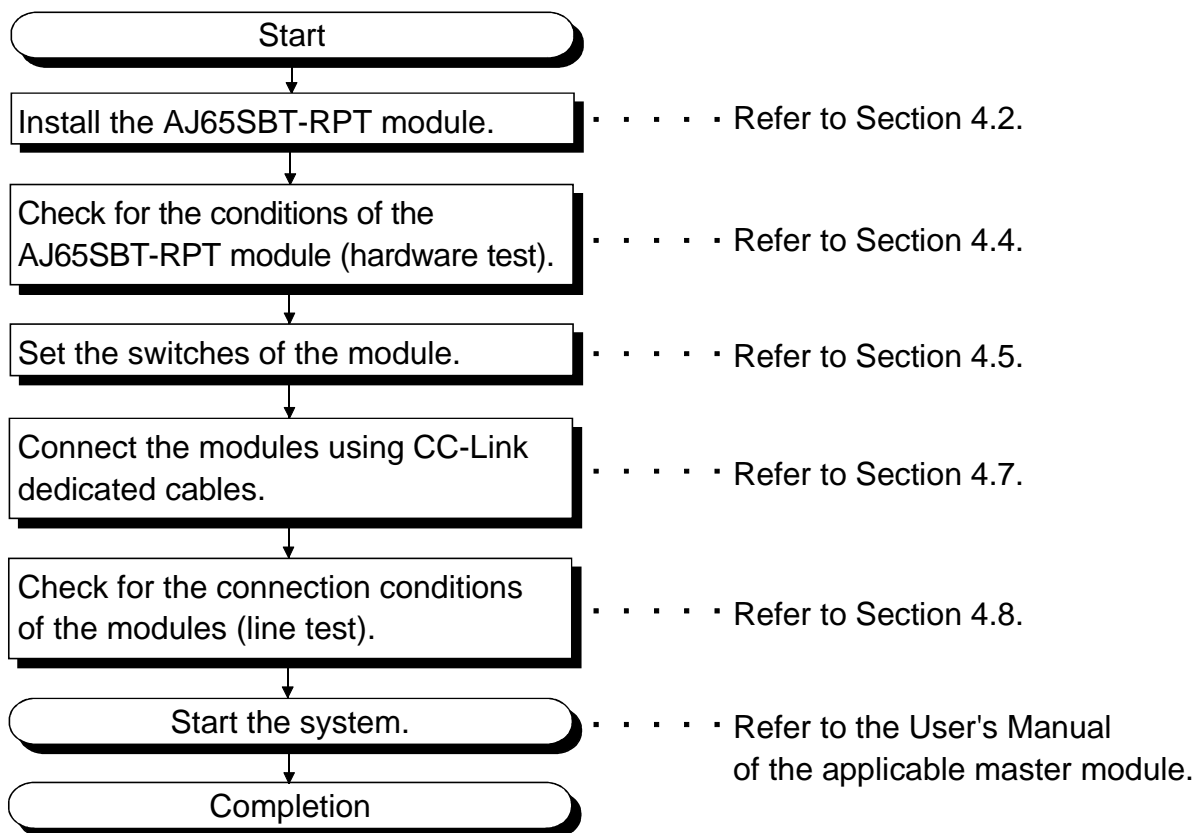 Start
Install the AJ65SBT-RPT module. · · · · · Refer to Section 4.2.
Check for the conditions of the
AJ65SBT-RPT module (hardware test). · · · · · Refer to Section 4.4.
Set the switches of the module. · · · · · Refer to Section 4.5.
Connect the modules using CC-Link
dedicated cables. · · · · · Refer to Section 4.7.
Check for the connection conditions
of the modules (line test). · · · · · Refer to Section 4.8.
Start the system. · · · · · Refer to the User's Manual
of the applicable master module.
Completion